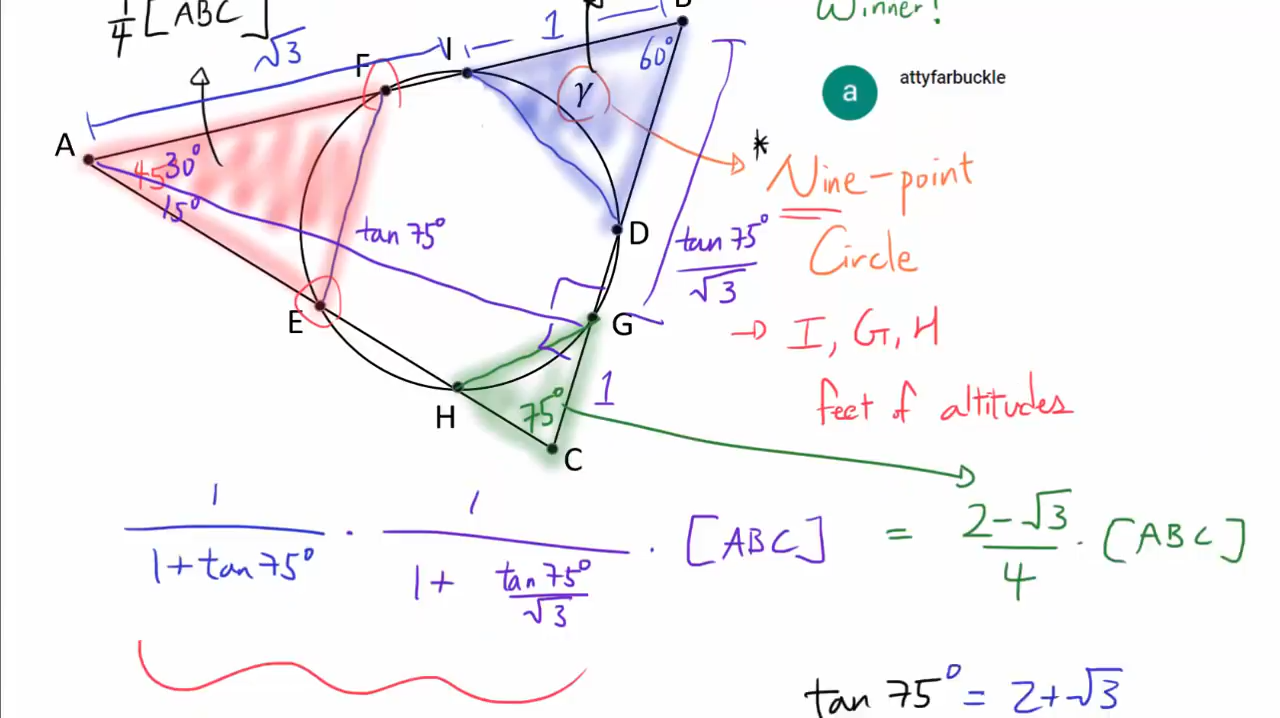 1/4 [ABC]
Winner!
attyfarbuckle
a
√3
1
B
F
I
60°
γ
A
45°
30°
15°
* Nine-point
Circle
tan 75°
D
tan 75°/√3
E
G
→ I, G, H
feet of altitudes
1
H
75°
C
1/(1+tan 75°) · 1/(1+ tan 75°/√3) · [ABC] = (2-√3)/4 · [ABC]
tan 75° = 2+√3